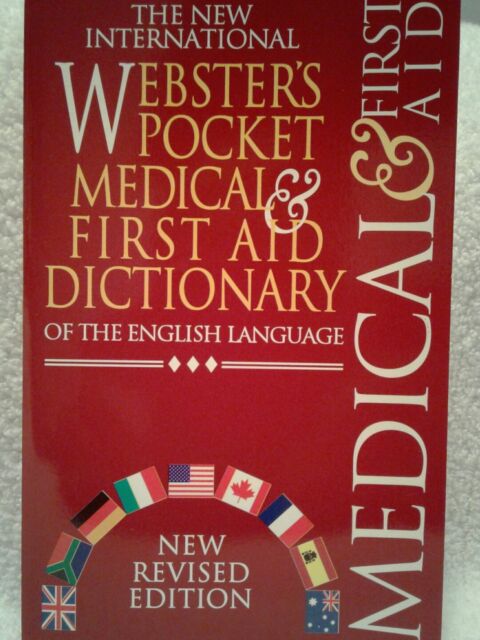 THE NEW
INTERNATIONAL
WEBSTER'S
POCKET
MEDICAL &
FIRST AID
DICTIONARY
OF THE ENGLISH LANGUAGE
NEW
REVISED
EDITION
MEDICAL & FIRST
AID